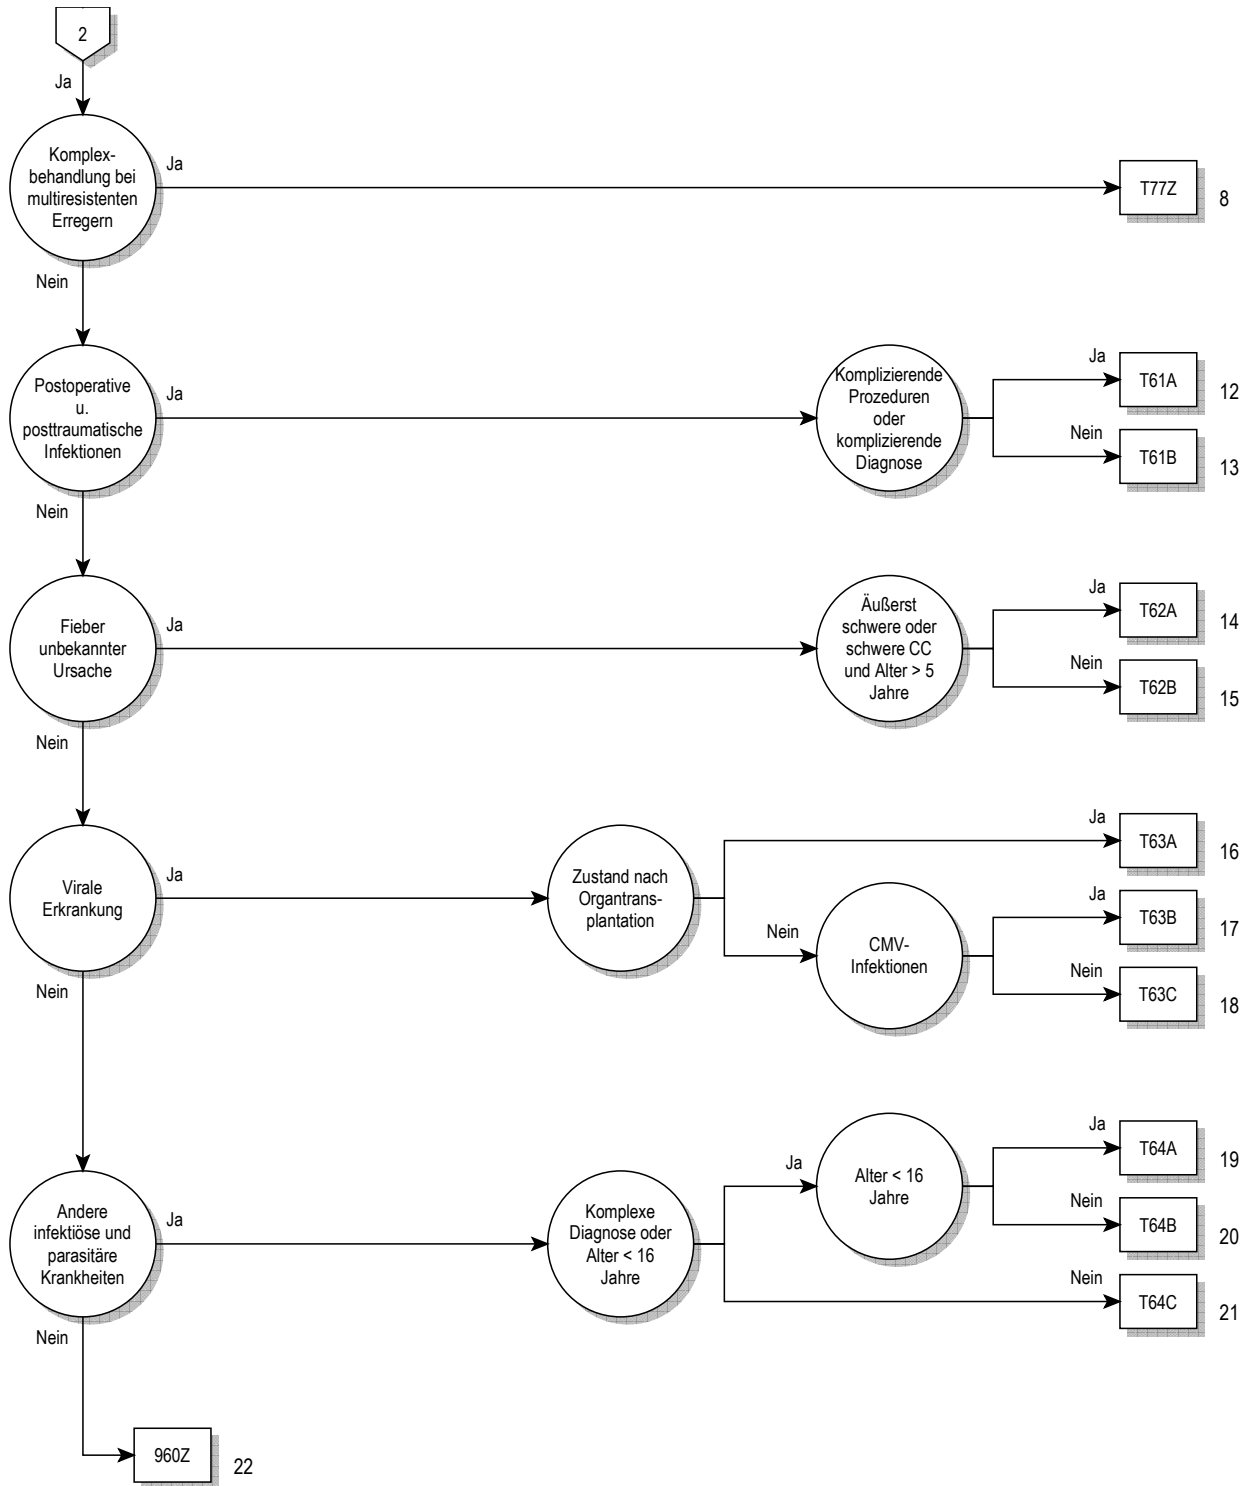 2
Ja
Komplex-
behandlung bei
multiresistenten
Erregern
Ja
T77Z
8
Nein
Postoperative
u.
posttraumatische
Infektionen
Ja
Komplizierende
Prozeduren
oder
komplizierende
Diagnose
Ja
T61A
12
Nein
T61B
13
Nein
Fieber
unbekannter
Ursache
Ja
Äußerst
schwere oder
schwere CC
und Alter > 5
Jahre
Ja
T62A
14
Nein
T62B
15
Nein
Virale
Erkrankung
Ja
Zustand nach
Organtrans-
plantation
Ja
T63A
16
Nein
CMV-
Infektionen
Ja
T63B
17
Nein
T63C
18
Nein
Andere
infektiöse und
parasitäre
Krankheiten
Ja
Komplexe
Diagnose oder
Alter < 16
Jahre
Ja
Alter < 16
Jahre
Ja
T64A
19
Nein
T64B
20
Nein
T64C
21
Nein
960Z
22